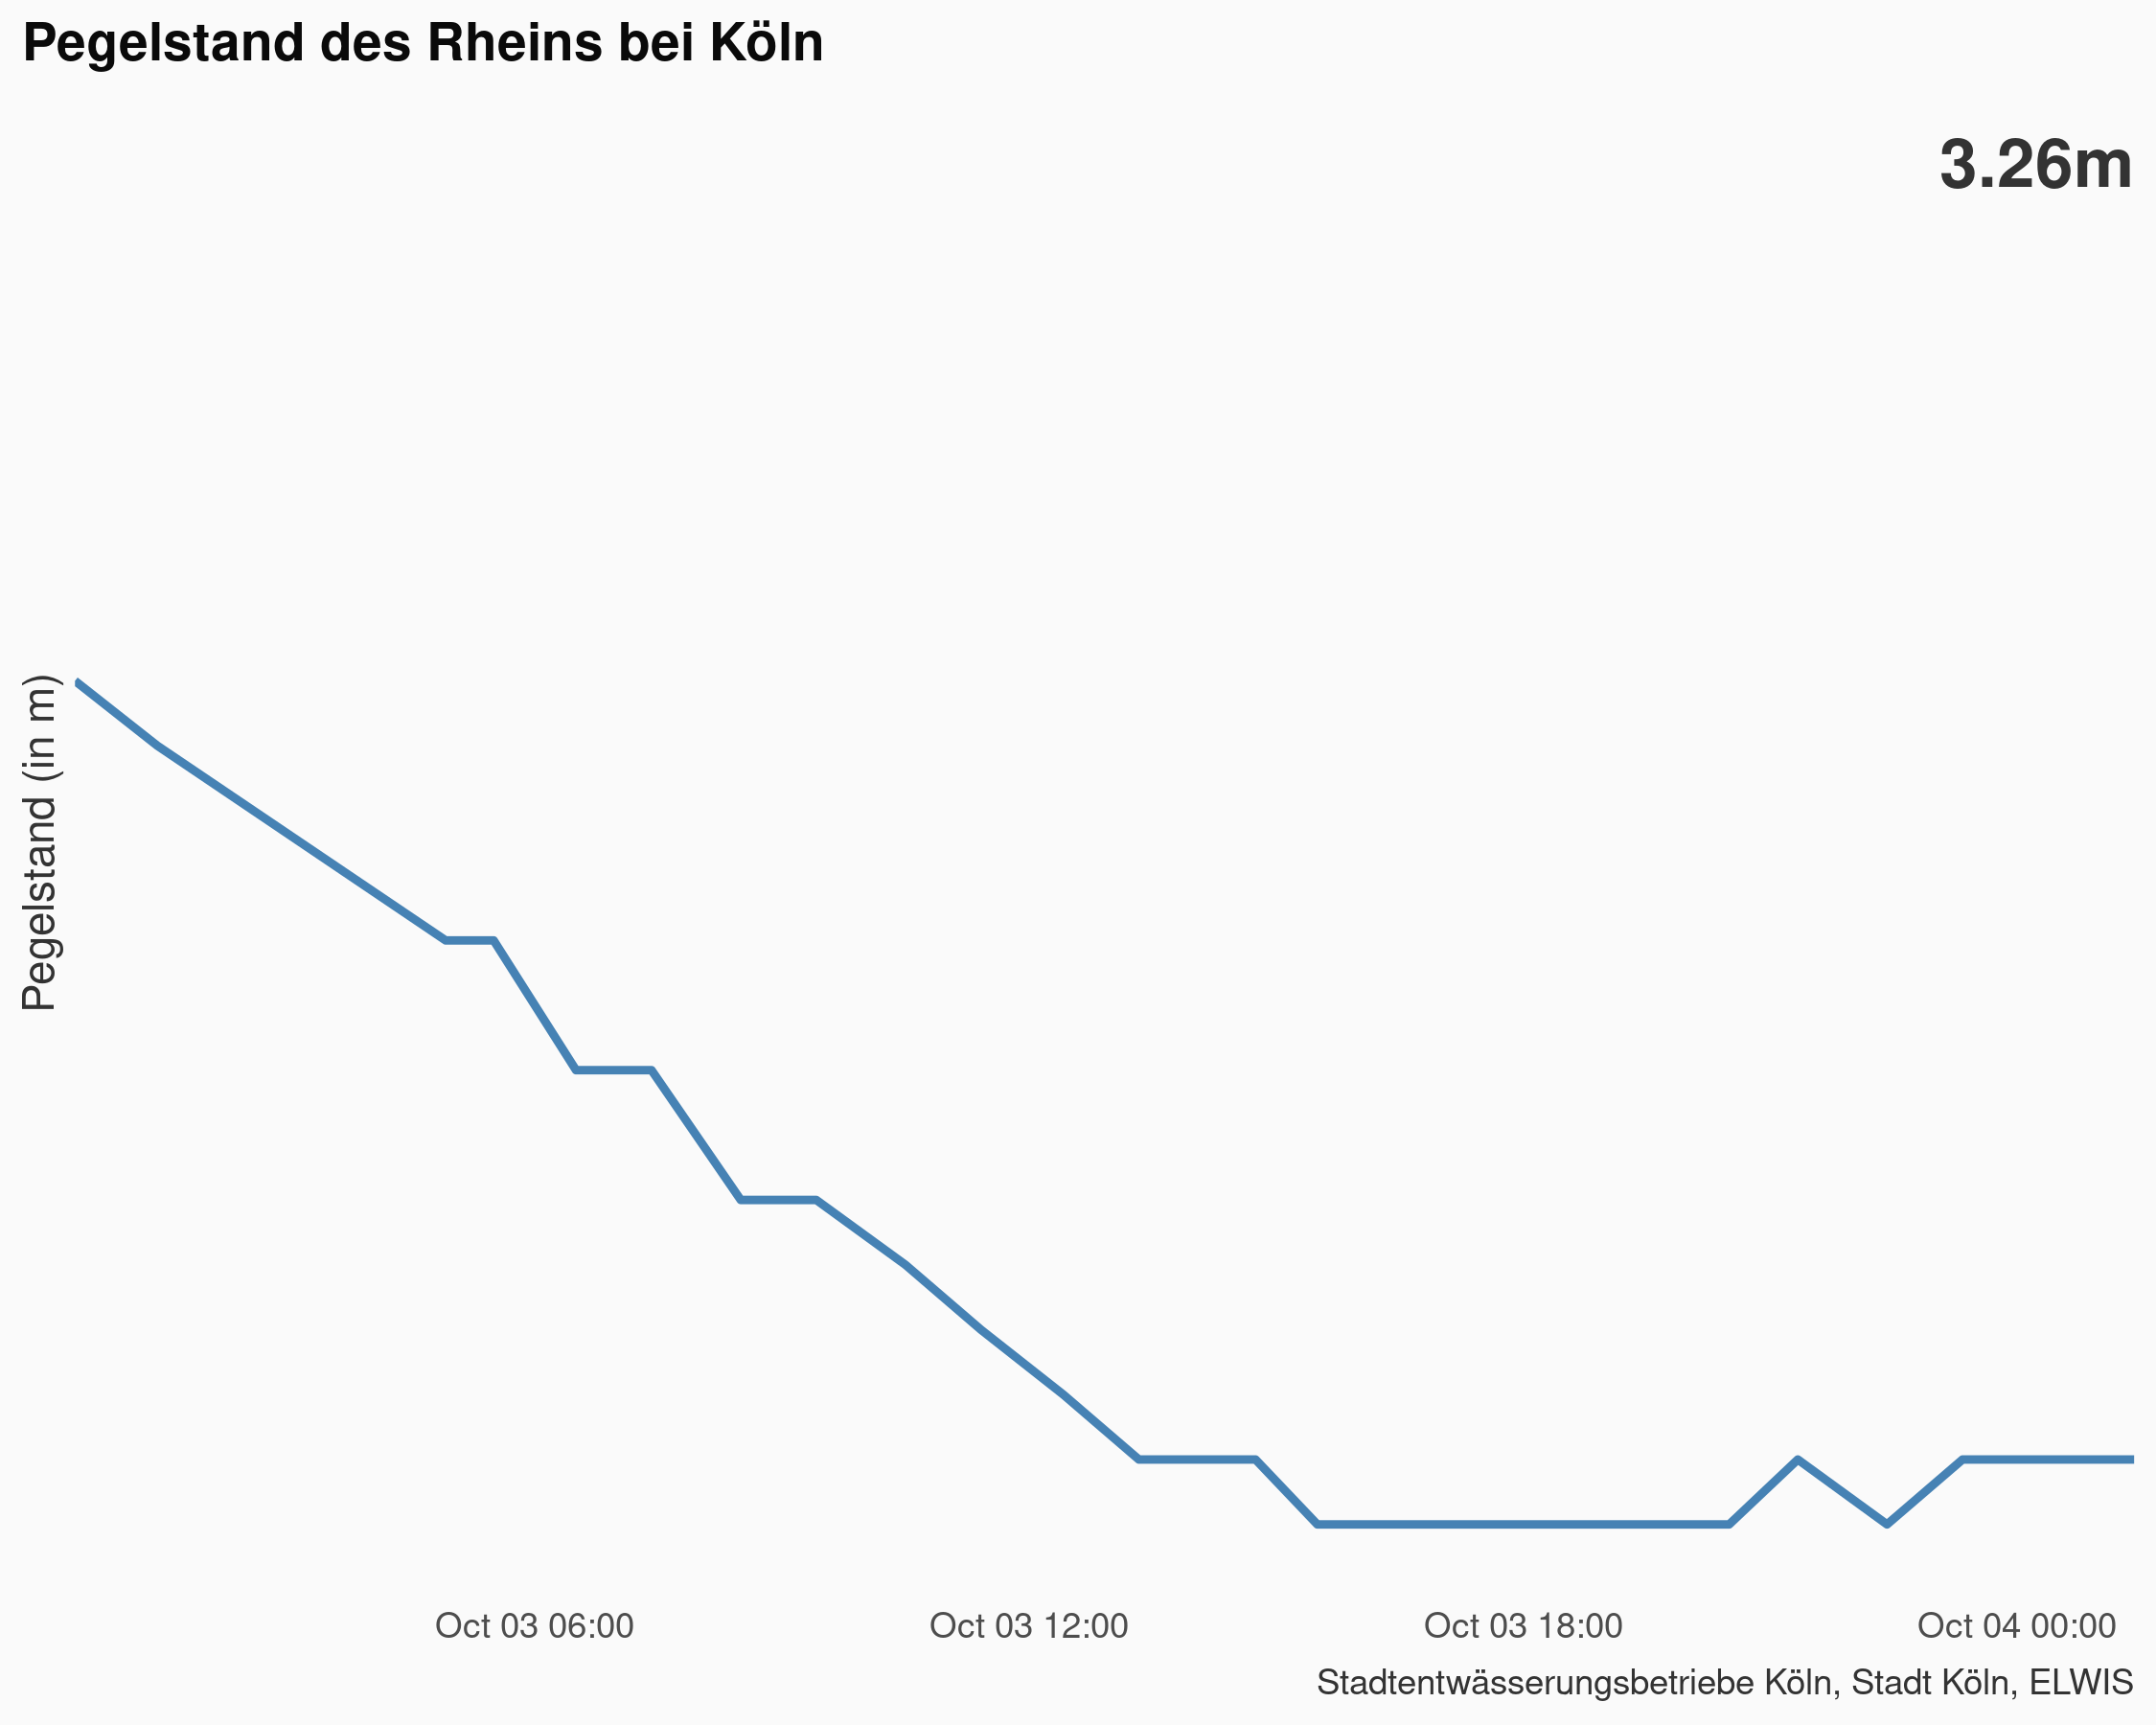 Pegelstand des Rheins bei Köln
3.26m
Pegelstand (in m)
Oct 03 06:00
Oct 03 12:00
Oct 03 18:00
Oct 04 00:00
Stadtentwässerungsbetriebe Köln, Stadt Köln, ELWIS